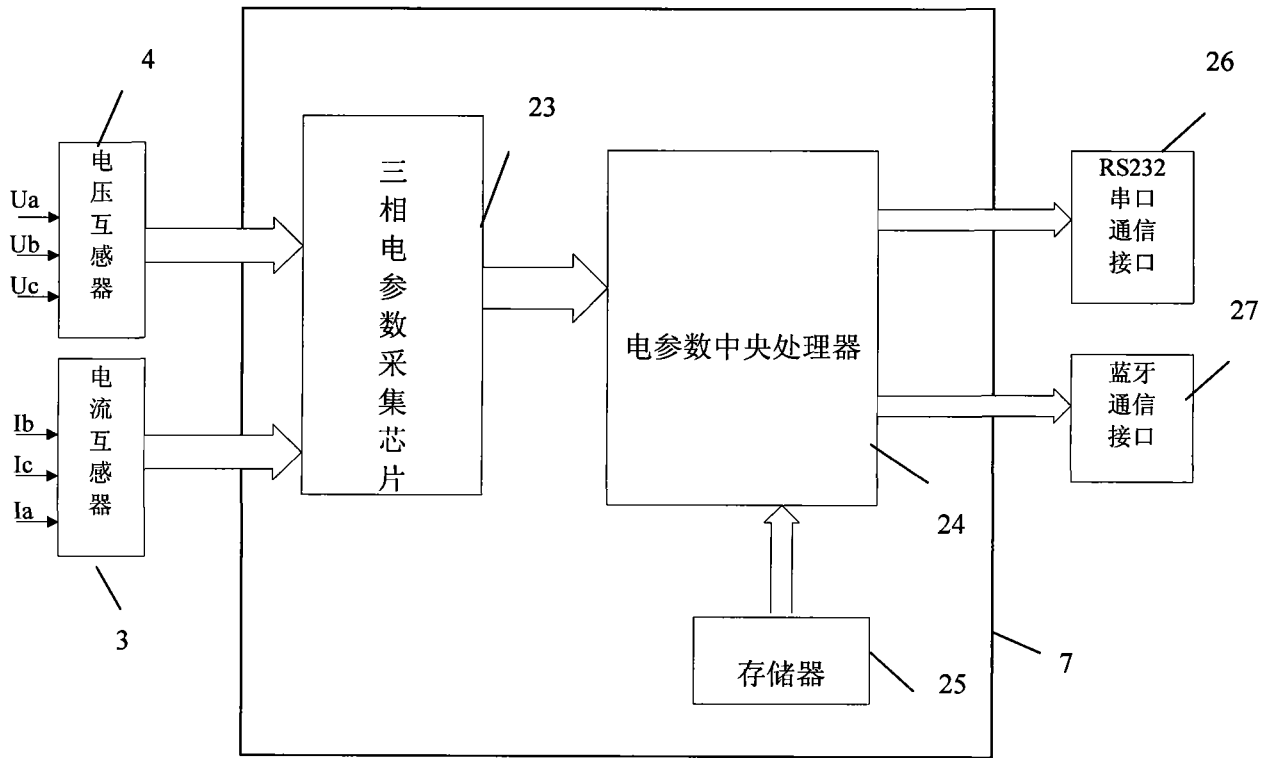 4
电压互感器
Ua
Ub
Uc
电流互感器
Ib
Ic
Ia
3
三相电参数采集芯片
23
电参数中央处理器
24
存储器
25
7
26
RS232
串口
通信
接口
27
蓝牙
通信
接口